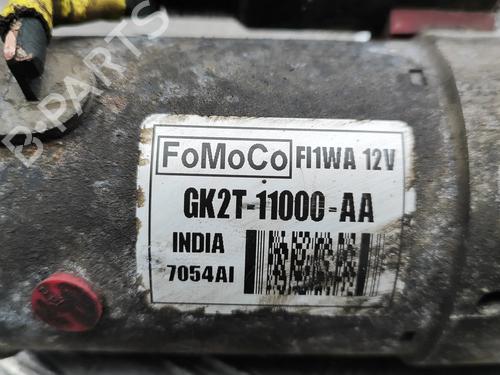 B-PARTS
FoMoCo FI1WA 12V
GK2T-11000-AA
INDIA
7054AI